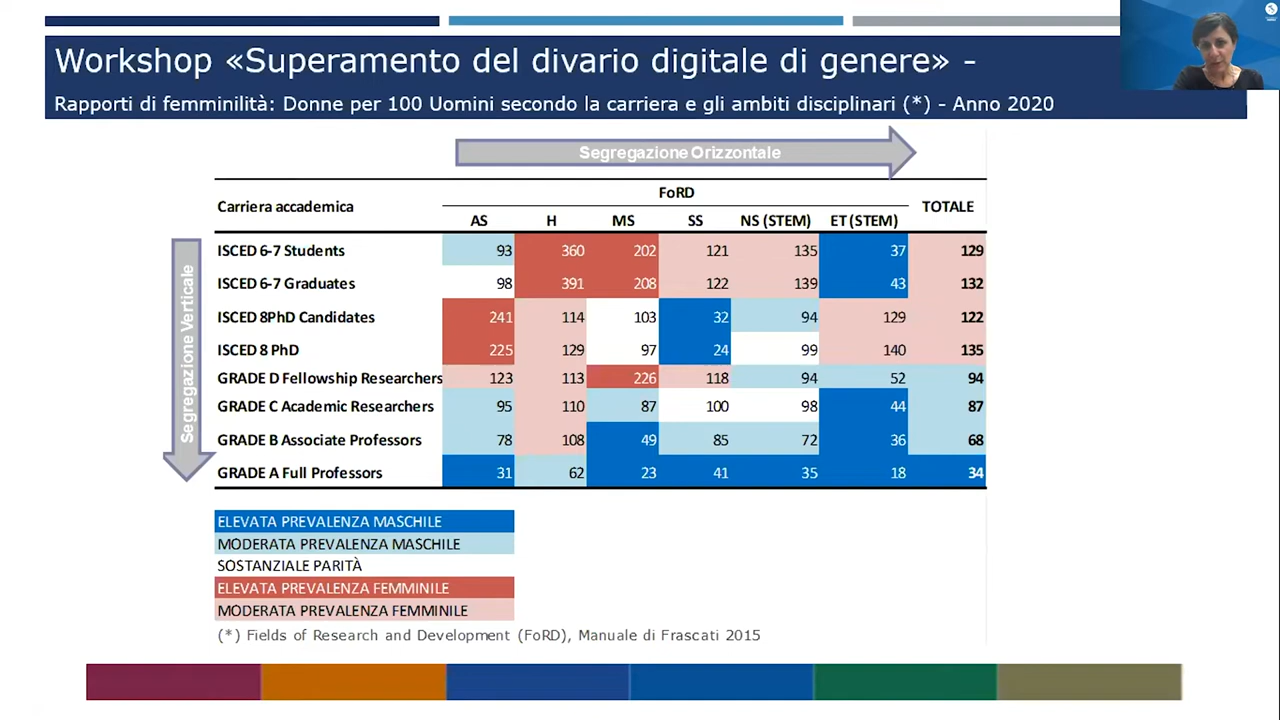 Workshop «Superamento del divario digitale di genere» -
Rapporti di femminilità: Donne per 100 Uomini secondo la carriera e gli ambiti disciplinari (*) - Anno 2020
Segregazione Orizzontale
Segregazione Verticale
Carriera accademica FoRD TOTALE
AS H MS SS NS (STEM) ET (STEM)
ISCED 6-7 Students 93 360 202 121 135 37 129
ISCED 6-7 Graduates 98 391 208 122 139 43 132
ISCED 8PhD Candidates 241 114 103 32 94 129 122
ISCED 8 PhD 225 129 97 24 99 140 135
GRADE D Fellowship Researchers 123 113 226 118 94 52 94
GRADE C Academic Researchers 95 110 87 100 98 44 87
GRADE B Associate Professors 78 108 49 85 72 36 68
GRADE A Full Professors 31 62 23 41 35 18 34
ELEVATA PREVALENZA MASCHILE
MODERATA PREVALENZA MASCHILE
SOSTANZIALE PARITÀ
ELEVATA PREVALENZA FEMMINILE
MODERATA PREVALENZA FEMMINILE
(*) Fields of Research and Development (FoRD), Manuale di Frascati 2015